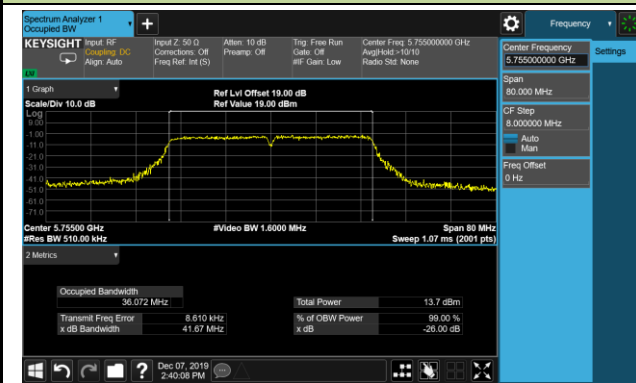 Spectrum Analyzer 1
Occupied BW
Frequency
KEYSIGHT
Input: RF
Coupling: DC
Align: Auto
Input Z: 50 Ω
Corrections: Off
Freq Ref: Int (S)
Atten: 10 dB
Preamp: Off
Trig: Free Run
Gate: Off
#IF Gain: Low
Center Freq: 5.755000000 GHz
Avg|Hold:>10/10
Radio Std: None
Center Frequency
5.755000000 GHz
Settings
Span
80.000 MHz
CF Step
8.000000 MHz
Auto
Man
Freq Offset
0 Hz
1 Graph
Scale/Div 10.0 dB
Ref Lvl Offset 19.00 dB
Ref Value 19.00 dBm
Log
9.00
-1.00
-11.0
-21.0
-31.0
-41.0
-51.0
-61.0
-71.0
Center 5.75500 GHz
#Res BW 510.00 kHz
#Video BW 1.6000 MHz
Span 80 MHz
Sweep 1.07 ms (2001 pts)
2 Metrics
Occupied Bandwidth
36.072 MHz
Total Power 13.7 dBm
Transmit Freq Error 8.610 kHz
% of OBW Power 99.00 %
x dB Bandwidth 41.67 MHz
x dB -26.00 dB
?
Dec 07, 2019
2:40:08 PM